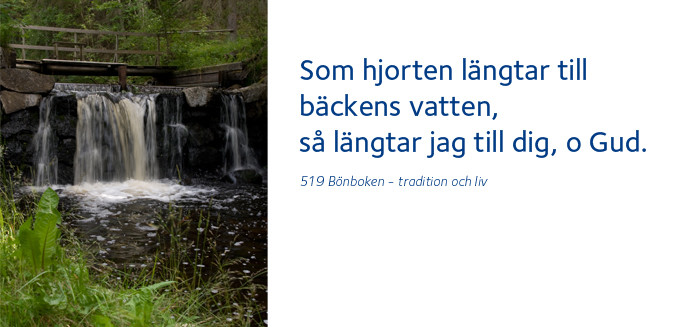 Som hjorten längtar till
bäckens vatten,
så längtar jag till dig, o Gud.
519 Bönboken – tradition och liv